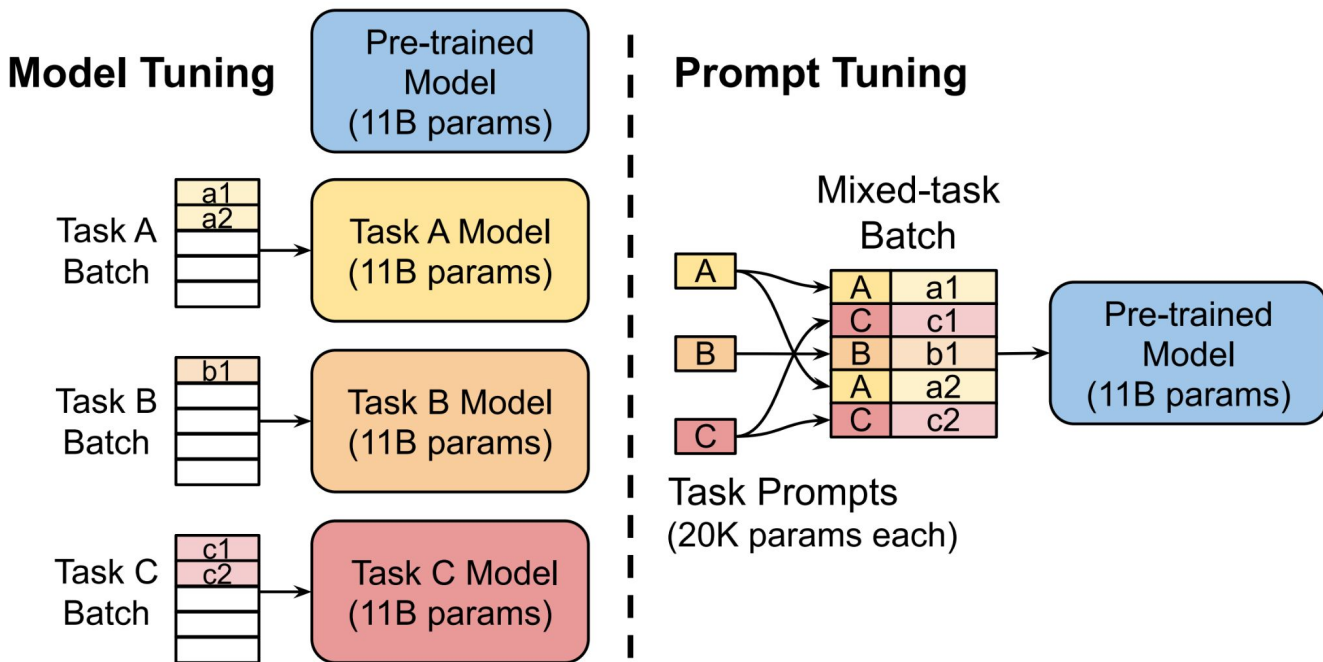 Model Tuning
Pre-trained
Model
(11B params)
a1
a2
Task A
Batch
Task A Model
(11B params)
b1
Task B
Batch
Task B Model
(11B params)
c1
c2
Task C
Batch
Task C Model
(11B params)
Prompt Tuning
Mixed-task
Batch
A
B
C
A a1
C c1
B b1
A a2
C c2
Pre-trained
Model
(11B params)
Task Prompts
(20K params each)